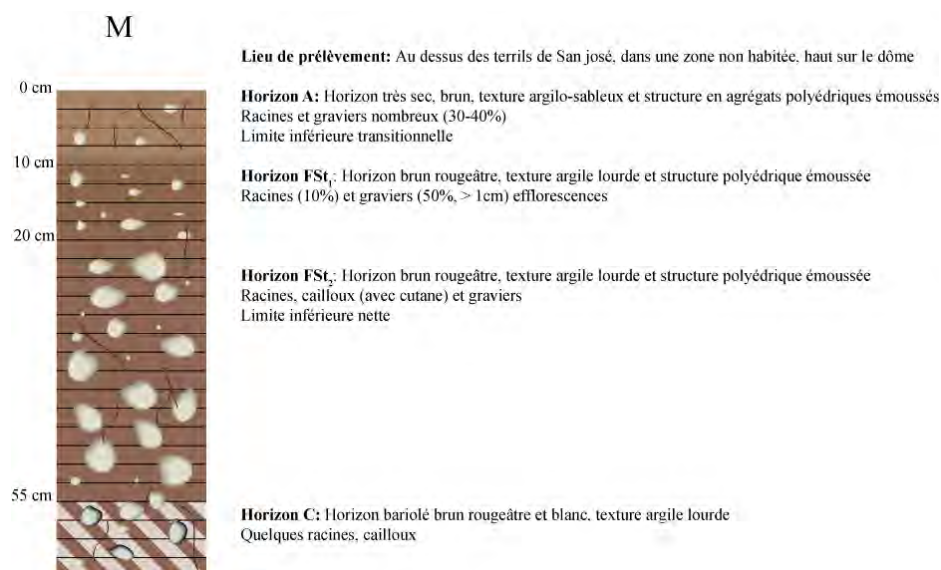 M
Lieu de prélèvement: Au dessus des terrils de San josé, dans une zone non habitée, haut sur le dôme
0 cm
Horizon A: Horizon très sec, brun, texture argilo-sableux et structure en agrégats polyédriques émoussés
Racines et graviers nombreux (30-40%)
Limite inférieure transitionnelle
10 cm
Horizon FSt1: Horizon brun rougeâtre, texture argile lourde et structure polyédrique émoussée
Racines (10%) et graviers (50%, > 1cm) efflorescences
20 cm
Horizon FSt2: Horizon brun rougeâtre, texture argile lourde et structure polyédrique émoussée
Racines, cailloux (avec cutane) et graviers
Limite inférieure nette
55 cm
Horizon C: Horizon bariolé brun rougeâtre et blanc, texture argile lourde
Quelques racines, cailloux